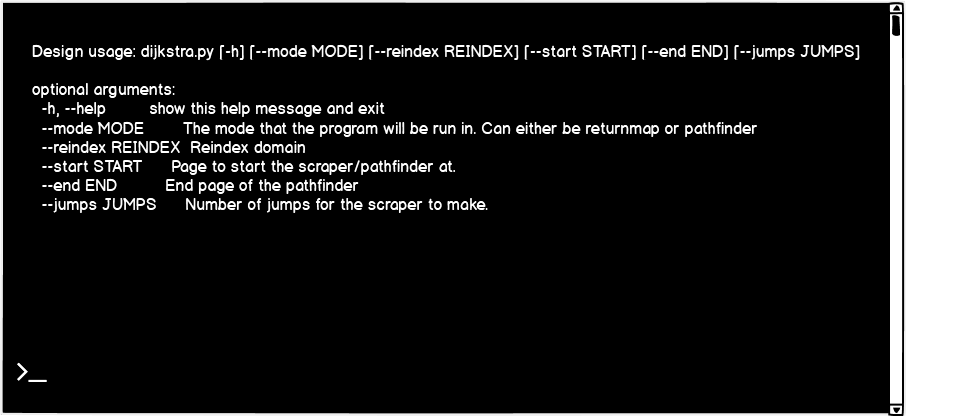 Design usage: dijkstra.py [-h] [--mode MODE] [--reindex REINDEX] [--start START] [--end END] [--jumps JUMPS]
optional arguments:
-h, --help show this help message and exit
--mode MODE The mode that the program will be run in. Can either be returnmap or pathfinder
--reindex REINDEX Reindex domain
--start START Page to start the scraper/pathfinder at.
--end END End page of the pathfinder
--jumps JUMPS Number of jumps for the scraper to make.
>_